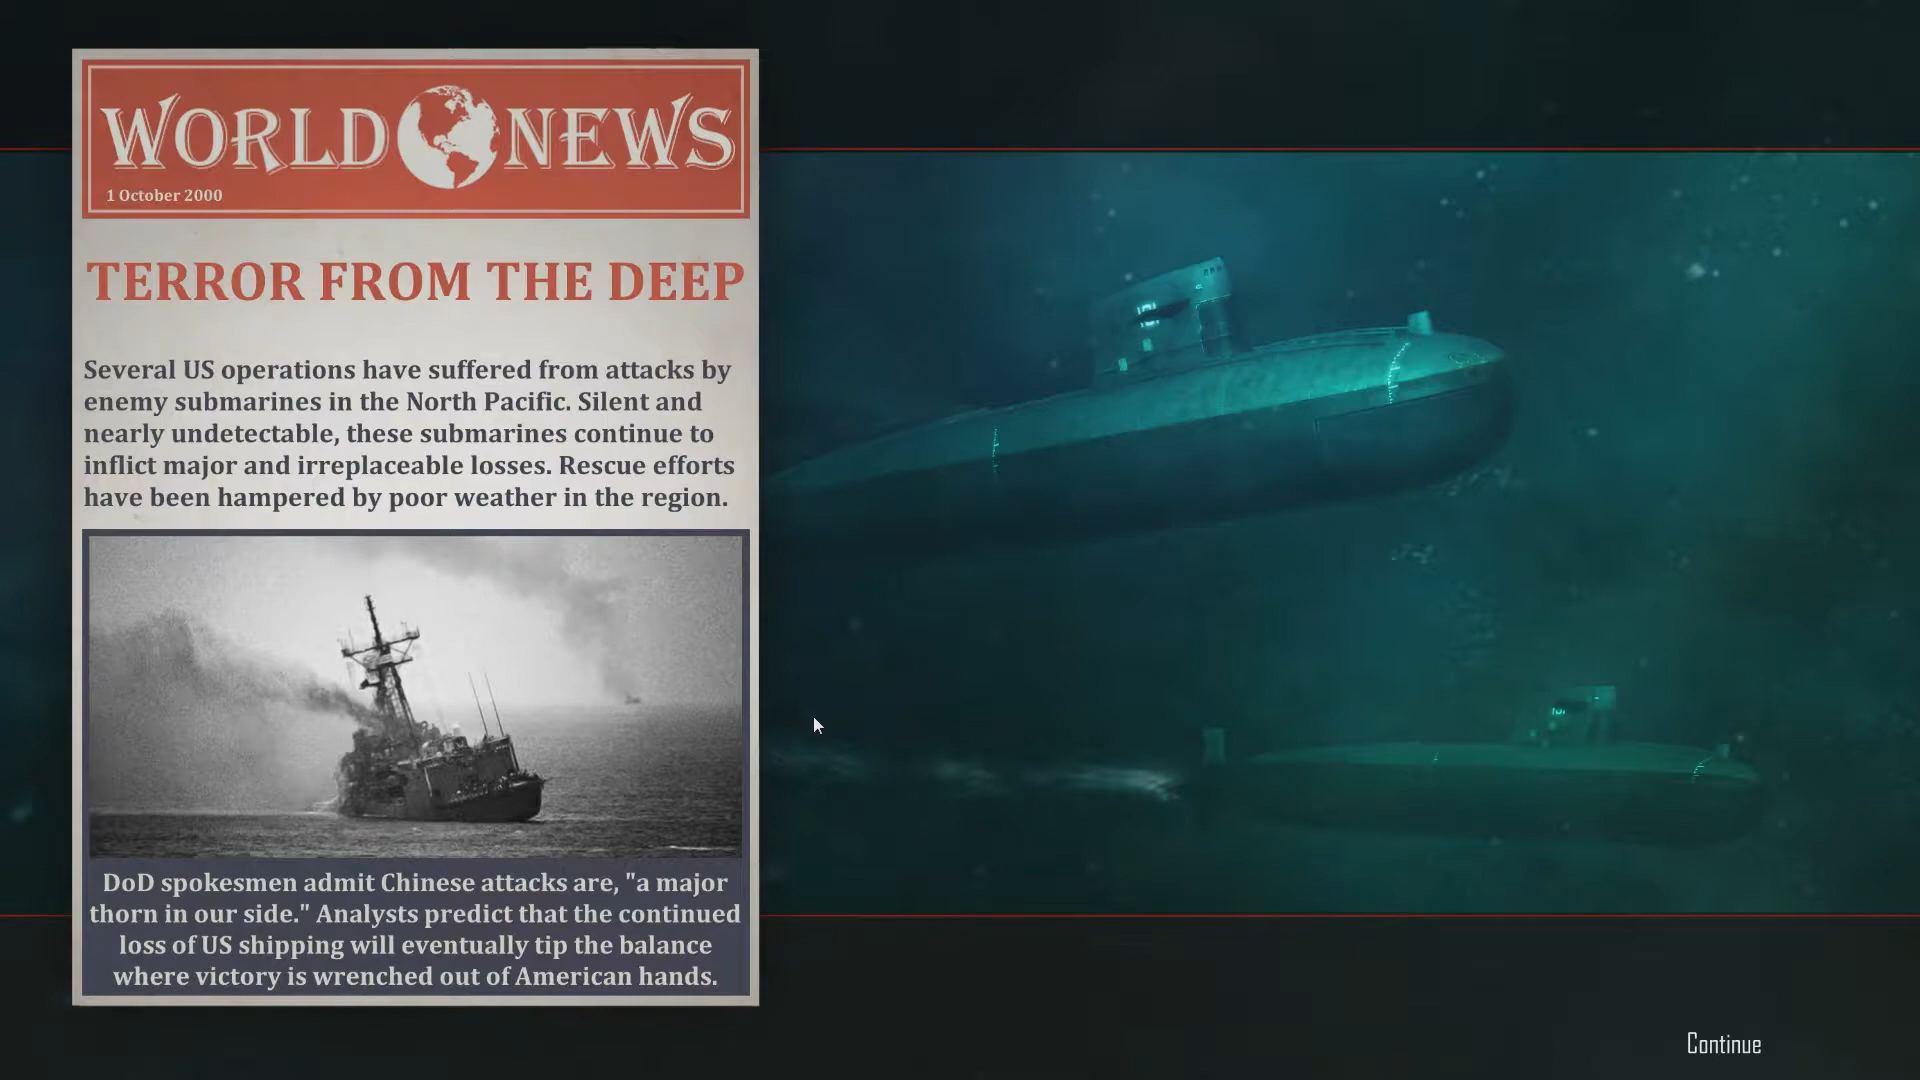 WORLD NEWS
1 October 2000
TERROR FROM THE DEEP
Several US operations have suffered from attacks by
enemy submarines in the North Pacific. Silent and
nearly undetectable, these submarines continue to
inflict major and irreplaceable losses. Rescue efforts
have been hampered by poor weather in the region.
DoD spokesmen admit Chinese attacks are, "a major
thorn in our side." Analysts predict that the continued
loss of US shipping will eventually tip the balance
where victory is wrenched out of American hands.
Continue